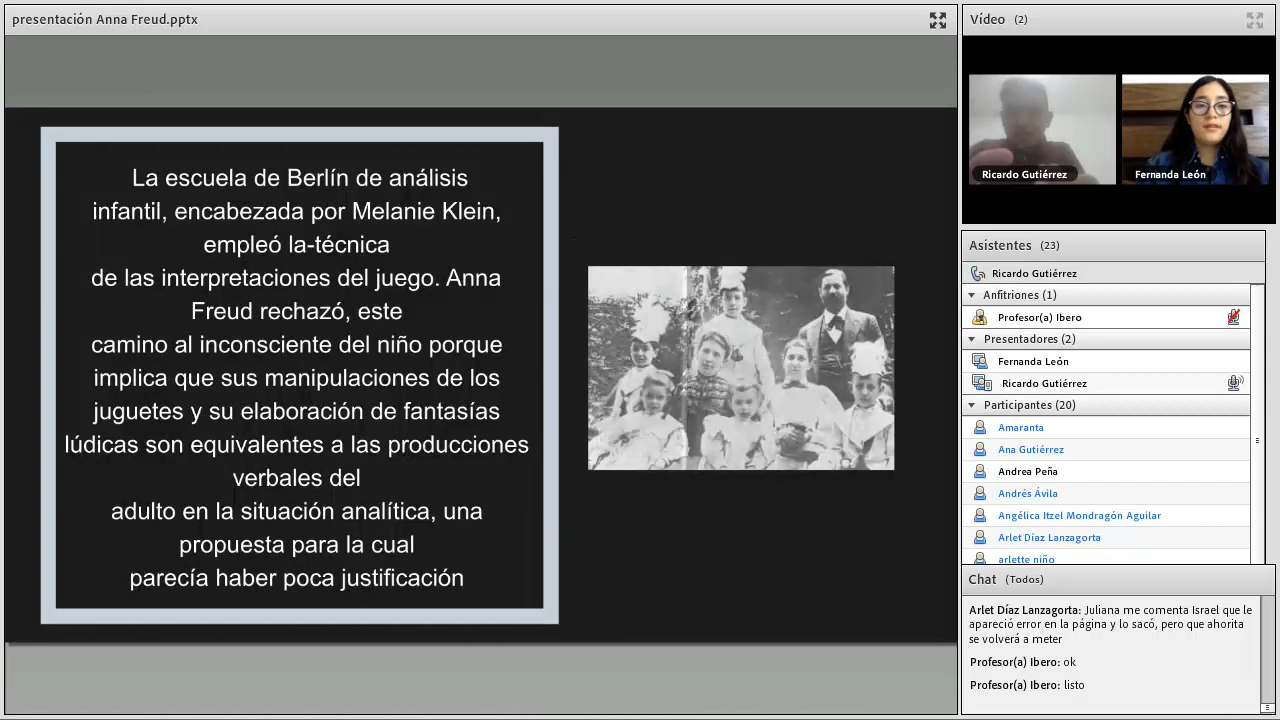 presentación Anna Freud.pptx
La escuela de Berlín de análisis
infantil, encabezada por Melanie Klein,
empleó la-técnica
de las interpretaciones del juego. Anna
Freud rechazó, este
camino al inconsciente del niño porque
implica que sus manipulaciones de los
juguetes y su elaboración de fantasías
lúdicas son equivalentes a las producciones
verbales del
adulto en la situación analítica, una
propuesta para la cual
parecía haber poca justificación
Vídeo (2)
Ricardo Gutiérrez
Fernanda León
Asistentes (23)
Ricardo Gutiérrez
Anfitriones (1)
Profesor(a) Ibero
Presentadores (2)
Fernanda León
Ricardo Gutiérrez
Participantes (20)
Amaranta
Ana Gutiérrez
Andrea Peña
Andrés Ávila
Angélica Itzel Mondragón Aguilar
Arlet Díaz Lanzagorta
arlette niño
Chat (Todos)
Arlet Díaz Lanzagorta: Juliana me comenta Israel que le
apareció error en la página y lo sacó, pero que ahorita
se volverá a meter
Profesor(a) Ibero: ok
Profesor(a) Ibero: listo